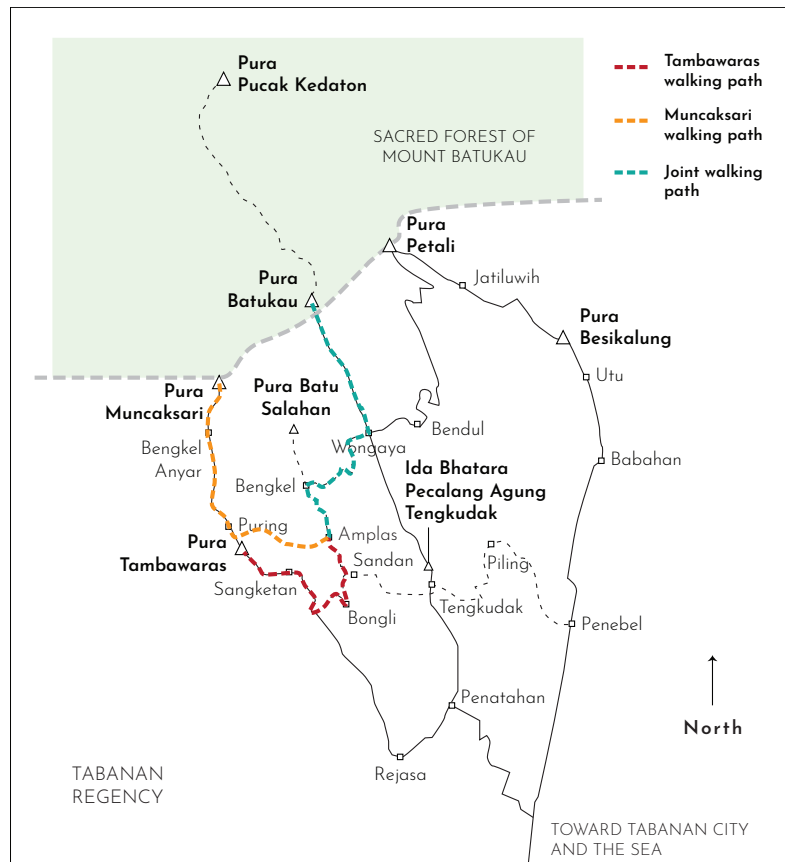 Pura
Pucak Kedaton
SACRED FOREST OF
MOUNT BATUKAU
Tambawaras
walking path
Muncaksari
walking path
Joint walking
path
Pura
Petali
Jatiluwih
Pura
Batukau
Pura
Besikalung
Utu
Pura
Muncaksari
Pura Batu
Salahan
Bendul
Wongaya
Bengkel
Anyar
Babahan
Ida Bhatara
Pecalang Agung
Tengkudak
Bengkel
Puring
Amplas
Pura
Tambawaras
Sandan
Piling
Sangketan
Bongli
Tengkudak
Penebel
Penatahan
North
Rejasa
TABANAN
REGENCY
TOWARD TABANAN CITY
AND THE SEA